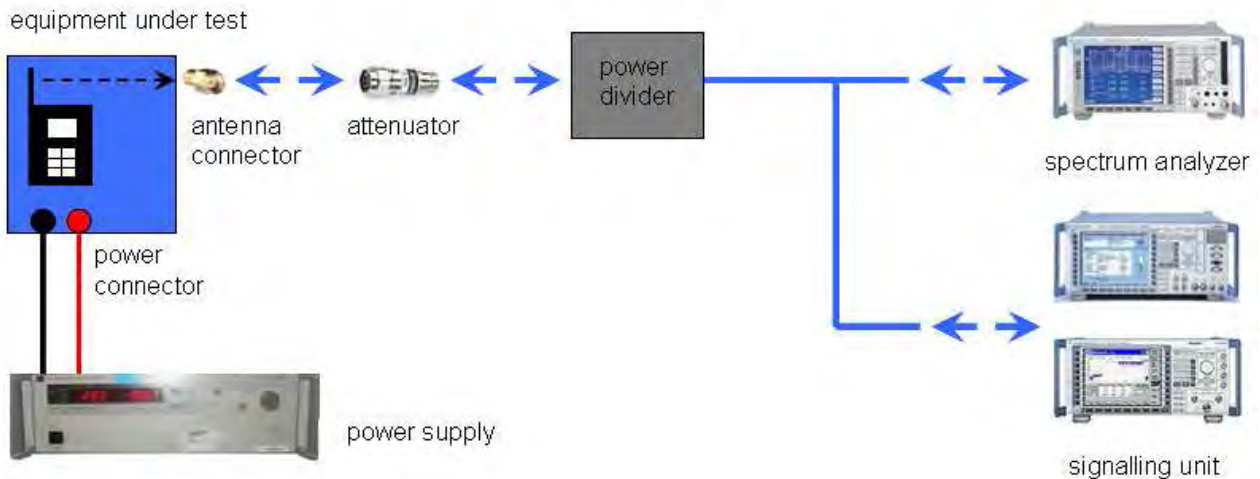 equipment under test
power
divider
antenna
connector
attenuator
spectrum analyzer
power
connector
power supply
signalling unit